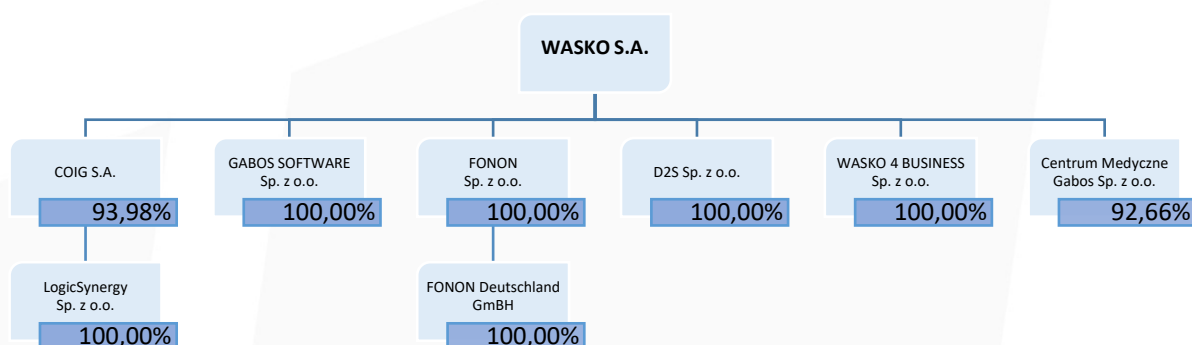 WASKO S.A.
COIG S.A.
93,98%
GABOS SOFTWARE
Sp. z o.o.
100,00%
FONON
Sp. z o.o.
100,00%
D2S Sp. z o.o.
100,00%
WASKO 4 BUSINESS
Sp. z o.o.
100,00%
Centrum Medyczne
Gabos Sp. z o.o.
92,66%
LogicSynergy
Sp. z o.o.
100,00%
FONON Deutschland
GmBH
100,00%